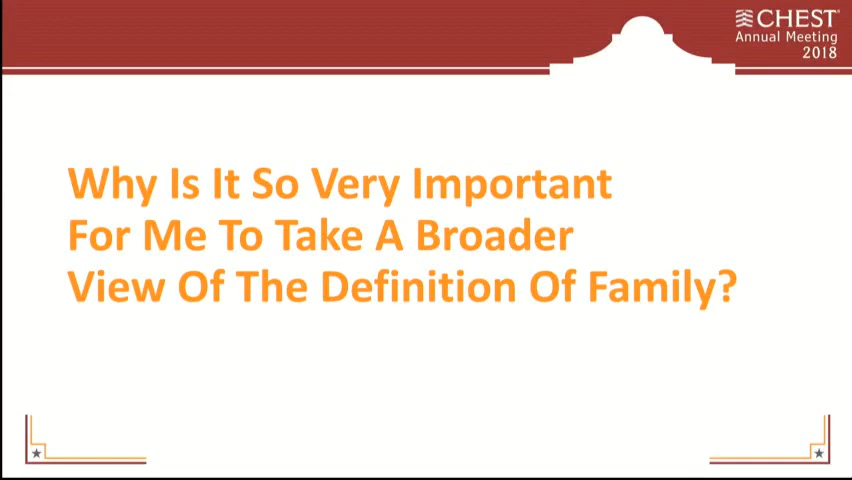 CHEST
Annual Meeting
2018
Why Is It So Very Important
For Me To Take A Broader
View Of The Definition Of Family?